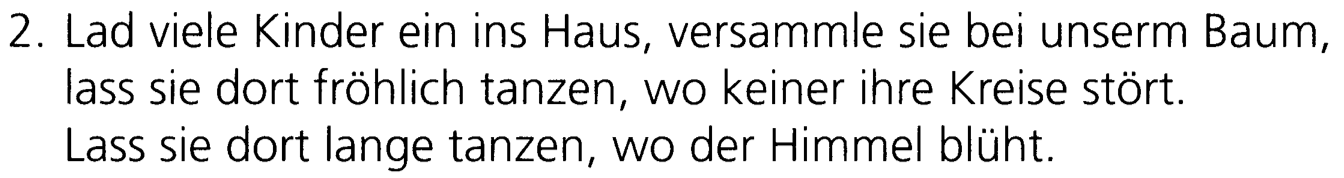 2. Lad viele Kinder ein ins Haus, versammle sie bei unserm Baum,
lass sie dort fröhlich tanzen, wo keiner ihre Kreise stört.
Lass sie dort lange tanzen, wo der Himmel blüht.